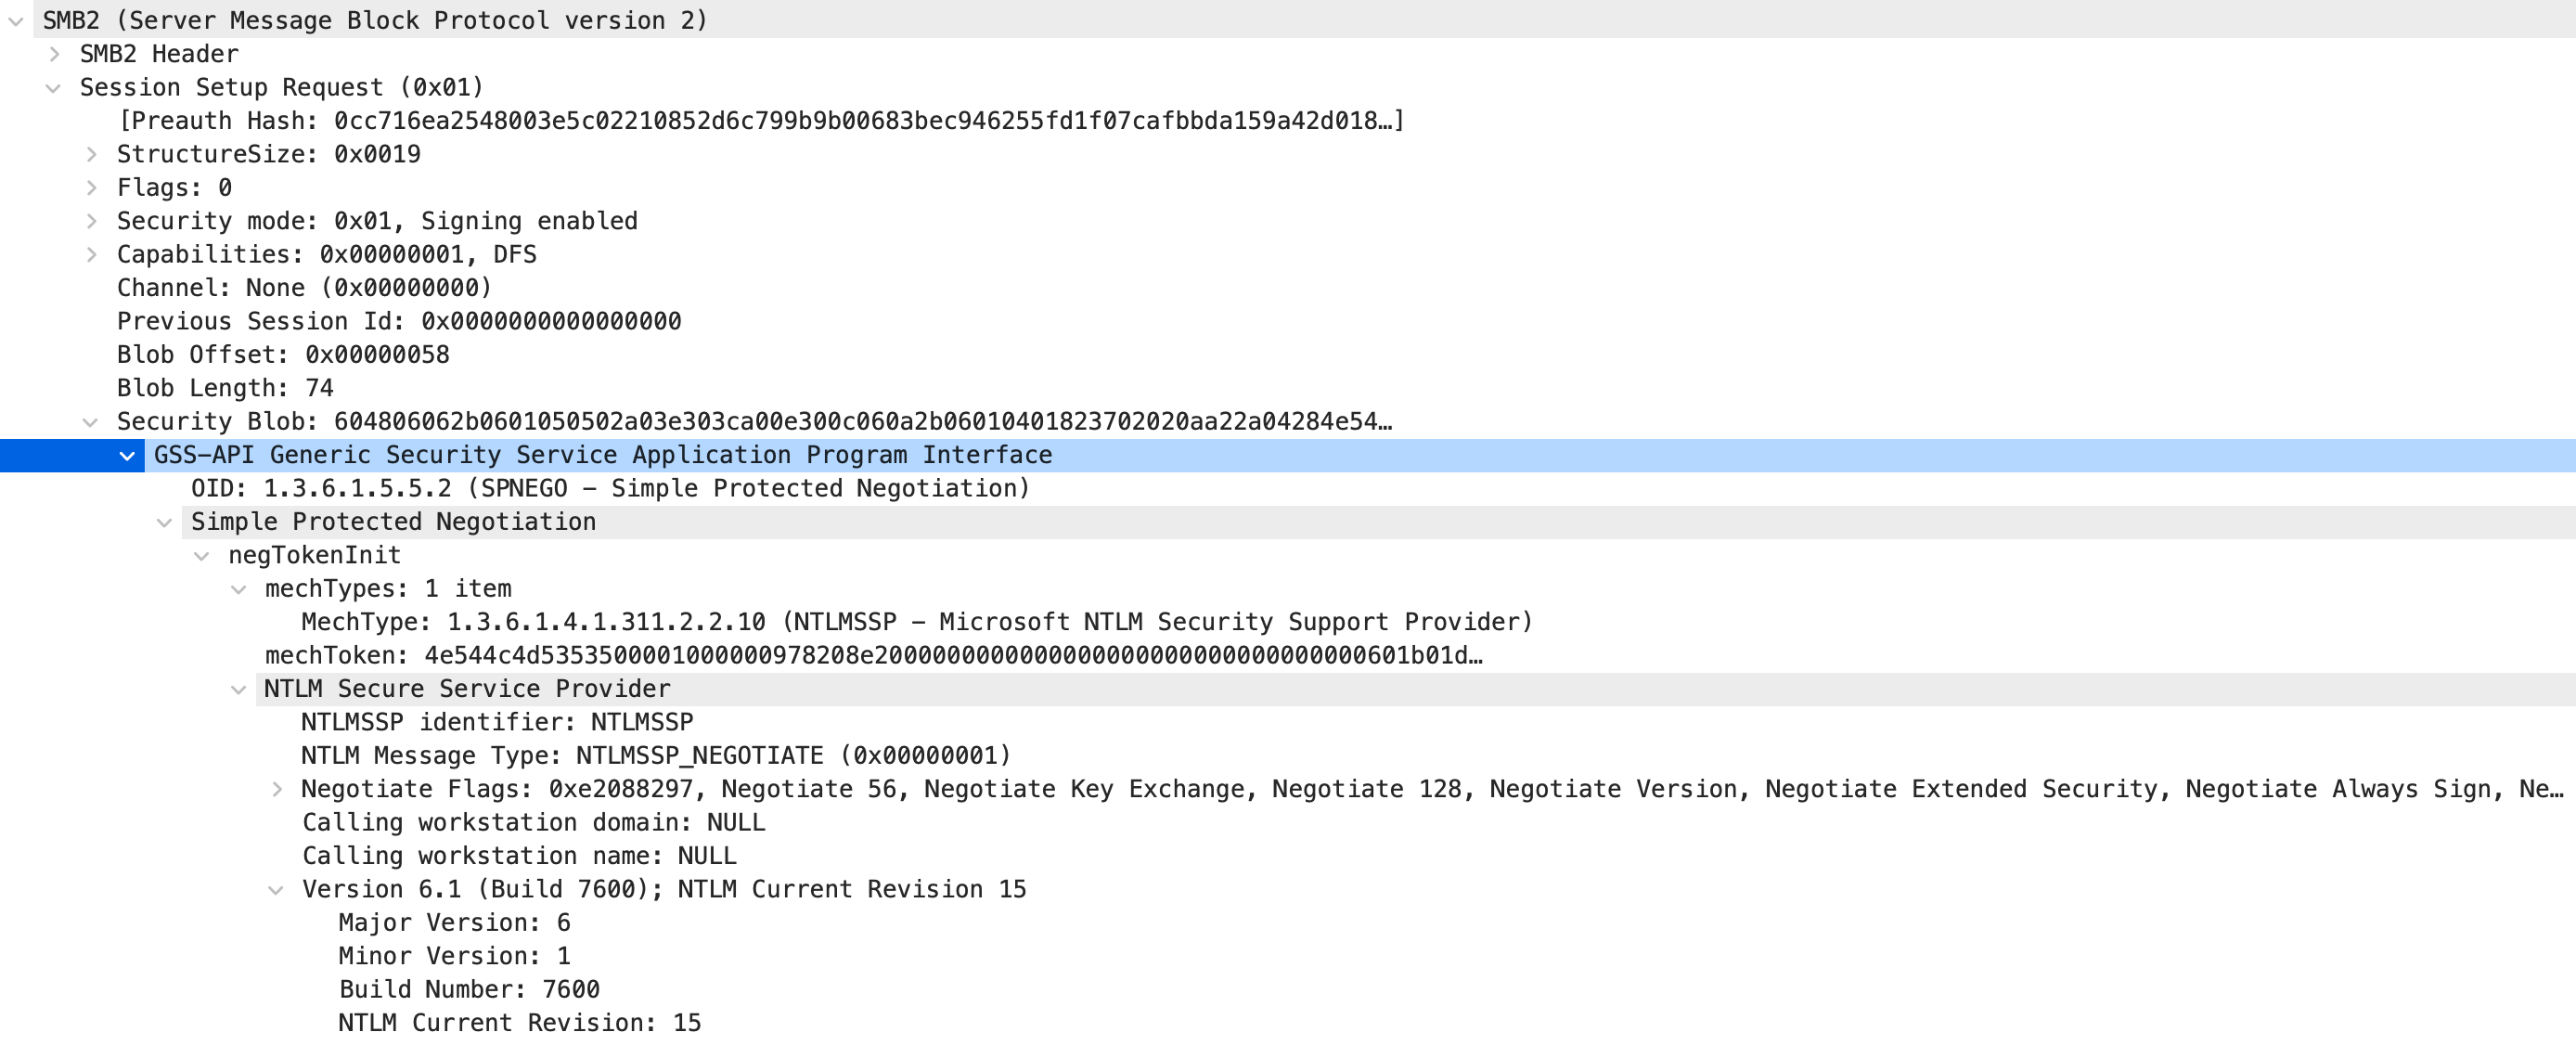 SMB2 (Server Message Block Protocol version 2)
SMB2 Header
Session Setup Request (0x01)
[Preauth Hash: 0cc716ea2548003e5c02210852d6c799b9b00683bec946255fd1f07cafbbda159a42d018…]
StructureSize: 0x0019
Flags: 0
Security mode: 0x01, Signing enabled
Capabilities: 0x00000001, DFS
Channel: None (0x00000000)
Previous Session Id: 0x0000000000000000
Blob Offset: 0x00000058
Blob Length: 74
Security Blob: 604806062b0601050502a03e303ca00e300c060a2b06010401823702020aa22a04284e54…
GSS-API Generic Security Service Application Program Interface
OID: 1.3.6.1.5.5.2 (SPNEGO - Simple Protected Negotiation)
Simple Protected Negotiation
negTokenInit
mechTypes: 1 item
MechType: 1.3.6.1.4.1.311.2.2.10 (NTLMSSP - Microsoft NTLM Security Support Provider)
mechToken: 4e544c4d5353500001000000978208e2000000000000000000000000000000000601b01d…
NTLM Secure Service Provider
NTLMSSP identifier: NTLMSSP
NTLM Message Type: NTLMSSP_NEGOTIATE (0x00000001)
Negotiate Flags: 0xe2088297, Negotiate 56, Negotiate Key Exchange, Negotiate 128, Negotiate Version, Negotiate Extended Security, Negotiate Always Sign, Ne…
Calling workstation domain: NULL
Calling workstation name: NULL
Version 6.1 (Build 7600); NTLM Current Revision 15
Major Version: 6
Minor Version: 1
Build Number: 7600
NTLM Current Revision: 15